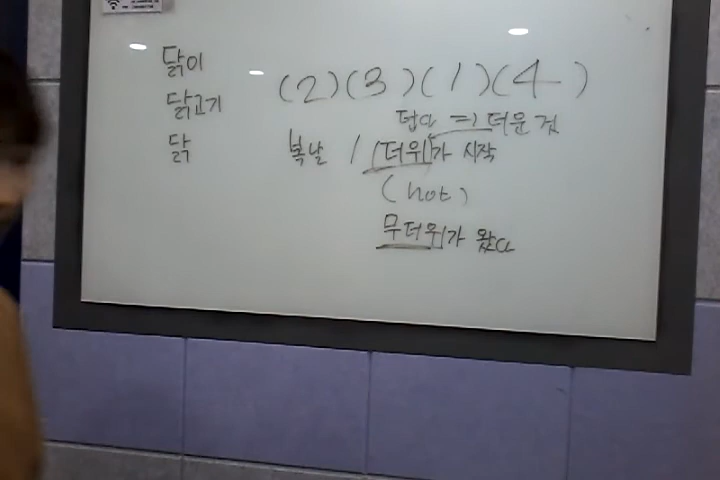 닭이
닭고기
닭
(2)(3)(1)(4)
덥다 => 더운 것
복날 / (더위)가 시작
(hot)
무더위가 왔다